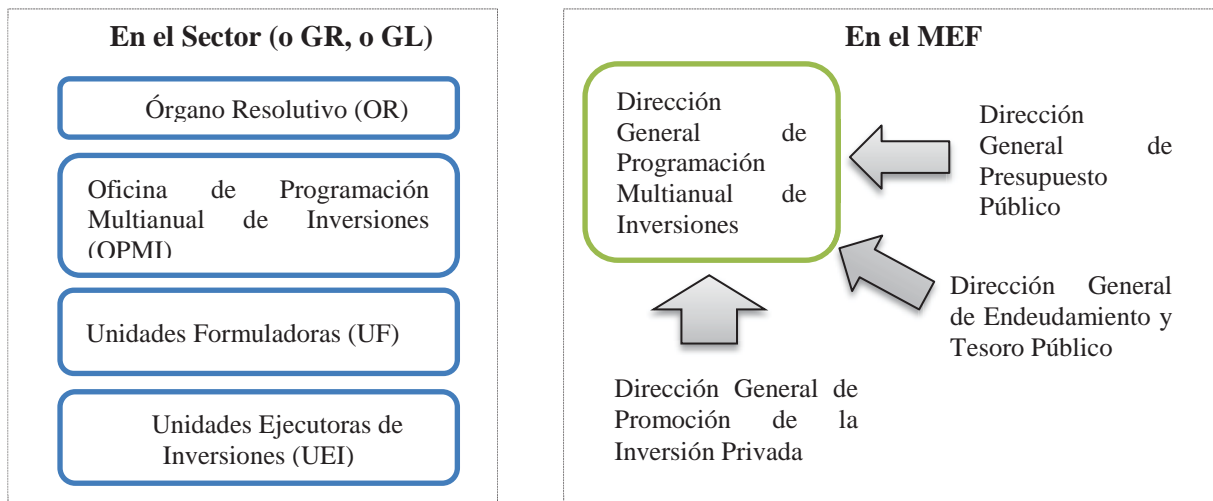 En el Sector (o GR, o GL)
Órgano Resolutivo (OR)
Oficina de Programación
Multianual de Inversiones
(OPMI)
Unidades Formuladoras (UF)
Unidades Ejecutoras de
Inversiones (UEI)
En el MEF
Dirección
General de
Programación
Multianual de
Inversiones
Dirección
General de
Presupuesto
Público
Dirección General
de Endeudamiento y
Tesoro Público
Dirección General de
Promoción de la
Inversión Privada